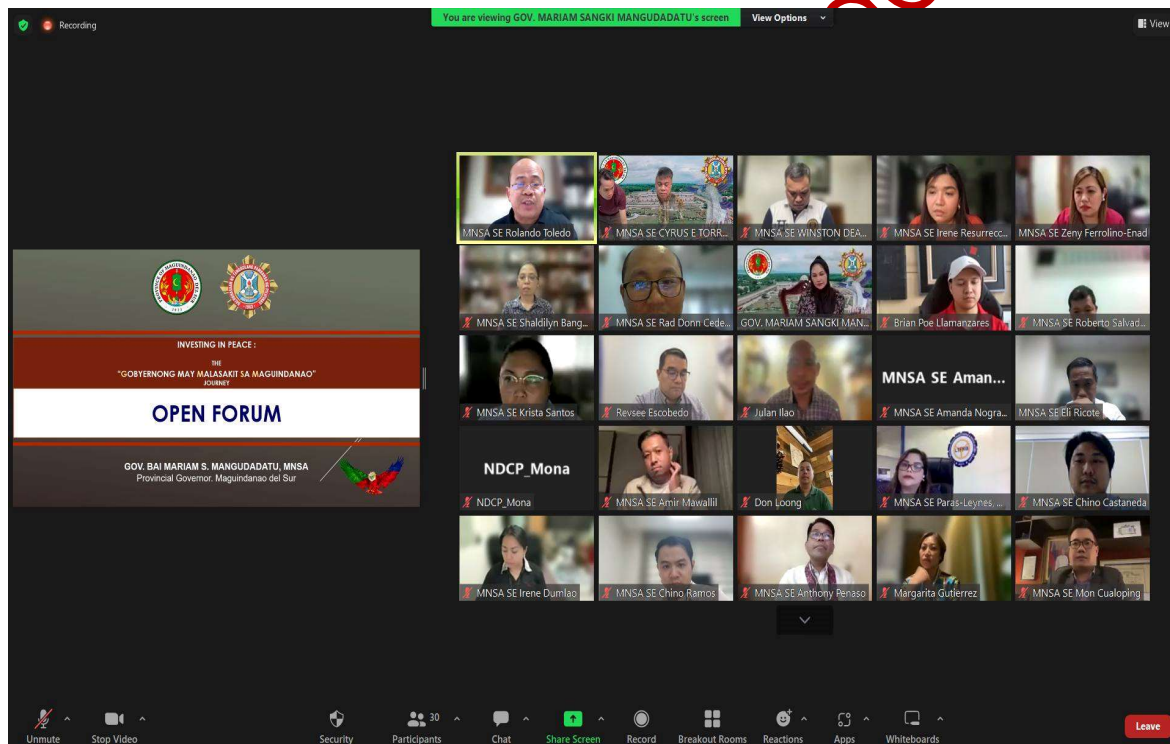 Recording
You are viewing GOV. MARIAM SANGKI MANGUDADATU's screen
View Options
View
INVESTING IN PEACE :
THE
"GOBYERNONG MAY MALASAKIT SA MAGUINDANAO"
JOURNEY
OPEN FORUM
GOV. BAI MARIAM S. MANGUDADATU, MNSA
Provincial Governor. Maguindanao del Sur
MNSA SE Rolando Toledo
MNSA SE CYRUS E TORR...
MNSA SE WINSTON DEA...
MNSA SE Irene Resurrecc...
MNSA SE Zeny Ferrolino-Enad
MNSA SE Shaldilyn Bang...
MNSA SE Rad Donn Cede...
GOV. MARIAM SANGKI MAN...
Brian Poe Llamanzares
MNSA SE Roberto Salvad...
MNSA SE Krista Santos
Revsee Escobedo
Julan Ilao
MNSA SE Aman...
MNSA SE Amanda Nogra...
MNSA SE Eli Ricote
NDCP_Mona
NDCP_Mona
MNSA SE Amir Mawallil
Don Loong
MNSA SE Paras-Leynes, ...
MNSA SE Chino Castaneda
MNSA SE Irene Dumlao
MNSA SE Chino Ramos
MNSA SE Anthony Penaso
Margarita Gutierrez
MNSA SE Mon Cualoping
Unmute
Stop Video
Security
30
Participants
Chat
Share Screen
Record
Breakout Rooms
Reactions
Apps
Whiteboards
Leave